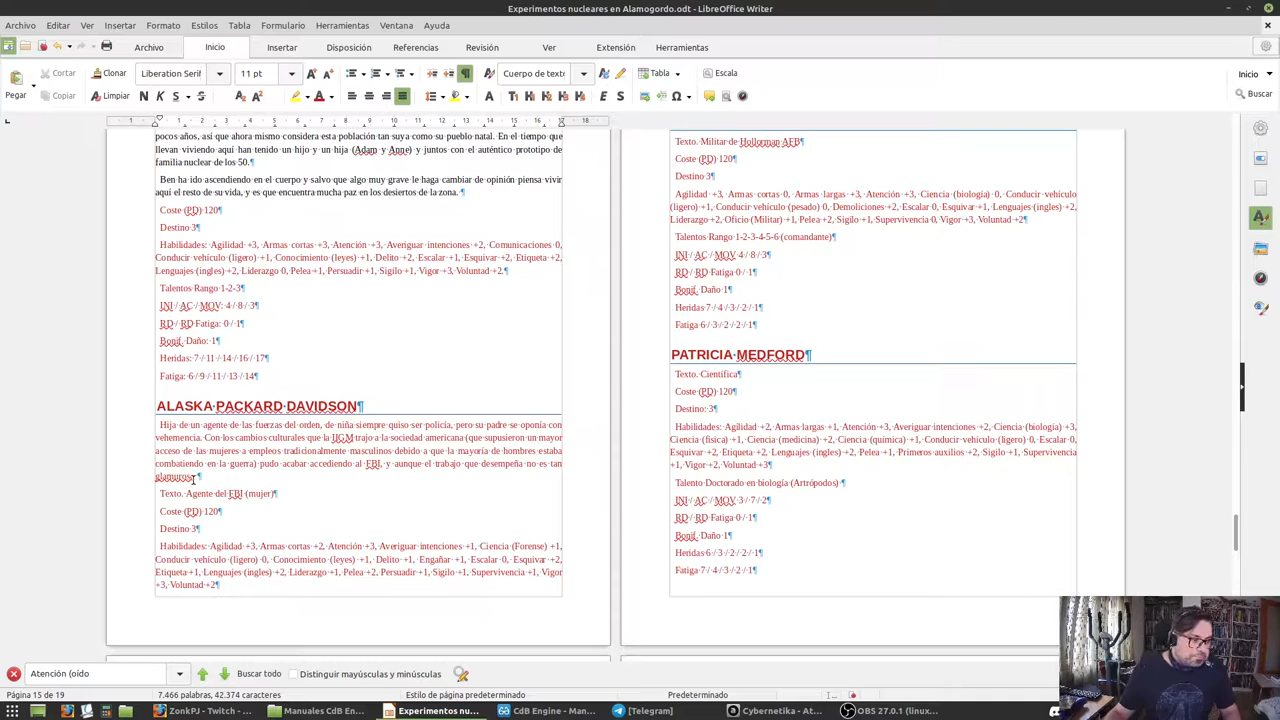 Experimentos nucleares en Alamogordo.odt - LibreOffice Writer
Archivo Editar Ver Insertar Formato Estilos Tabla Formulario Herramientas Ventana Ayuda
Archivo Inicio Insertar Disposición Referencias Revisión Ver Extensión Herramientas
Pegar Cortar Copiar Clonar Limpiar Liberation Serif 11 pt Cuerpo de texto Tabla Escala Inicio Buscar
pocos años, así que ahora mismo considera esta población tan suya como su pueblo natal. En el tiempo que
llevan viviendo aquí han tenido un hijo y un hija (Adam y Anne) y juntos con el auténtico prototipo de
familia nuclear de los 50.¶
Ben ha ido ascendiendo en el cuerpo y salvo que algo muy grave le haga cambiar de opinión piensa vivir
aquí el resto de su vida, y es que encuentra mucha paz en los desiertos de la zona. ¶
Coste (PD) 120¶
Destino 3¶
Habilidades: Agilidad +3, Armas cortas +3, Atención +3, Averiguar intenciones +2, Comunicaciones 0,
Conducir vehículo (ligero) +1, Conocimiento (leyes) +1, Delito +2, Escalar +1, Esquivar +2, Etiqueta +2,
Lenguajes (ingles) +2, Liderazgo 0, Pelea +1, Persuadir +1, Sigilo +1, Vigor +3, Voluntad +2.¶
Talentos Rango 1-2-3¶
INI / AC / MOV: 4 / 8 / 3¶
RD / RD Fatiga: 0 / 1¶
Bonif. Daño: 1¶
Heridas: 7 / 11 / 14 / 16 / 17¶
Fatiga: 6 / 9 / 11 / 13 / 14¶
ALASKA PACKARD DAVIDSON¶
Hija de un agente de las fuerzas del orden, de niña siempre quiso ser policía, pero su padre se oponía con
vehemencia. Con los cambios culturales que la IIGM trajo a la sociedad americana (que supusieron un mayor
acceso de las mujeres a empleos tradicionalmente masculinos debido a que la mayoría de hombres estaba
combatiendo en la guerra) pudo acabar accediendo al FBI, y aunque el trabajo que desempeña no es tan
Texto. Agente del FBI (mujer)¶
Coste (PD) 120¶
Destino 3¶
Habilidades: Agilidad +3, Armas cortas +2, Atención +3, Averiguar intenciones +1, Ciencia (Forense) +1,
Conducir vehículo (ligero) 0, Conocimiento (leyes) +1, Delito +1, Engañar +1, Escalar 0, Esquivar +2,
Etiqueta +1, Lenguajes (ingles) +2, Liderazgo +1, Pelea +2, Persuadir +1, Sigilo +1, Supervivencia +1, Vigor
+3, Voluntad +2¶
Texto. Militar de Hollorman AFB¶
Coste (PD) 120¶
Destino 3¶
Agilidad +3, Armas cortas 0, Armas largas +3, Atención +3, Ciencia (biología) 0, Conducir vehículo
(ligero) +1, Conducir vehículo (pesado) 0, Demoliciones +2, Escalar 0, Esquivar +1, Lenguajes (ingles) +2,
Liderazgo +2, Oficio (Militar) +1, Pelea +2, Sigilo +1, Supervivencia 0, Vigor +3, Voluntad +2¶
Talentos Rango 1-2-3-4-5-6 (comandante)¶
INI / AC / MOV 4 / 8 / 3¶
RD / RD Fatiga 0 / 1¶
Bonif. Daño 1¶
Heridas 7 / 4 / 3 / 2 / 1¶
Fatiga 6 / 3 / 2 / 2 / 1¶
PATRICIA MEDFORD¶
Texto. Científica¶
Coste (PD) 120¶
Destino: 3¶
Habilidades: Agilidad +2, Armas largas +1, Atención +3, Averiguar intenciones +2, Ciencia (biología) +3,
Ciencia (física) +1, Ciencia (medicina) +2, Ciencia (química) +1, Conducir vehículo (ligero) 0, Escalar 0,
Esquivar +2, Etiqueta +2, Lenguajes (ingles) +2, Pelea +1, Primeros auxilios +2, Sigilo +1, Supervivencia
+1, Vigor +2, Voluntad +3¶
Talento Doctorado en biología (Artrópodos) ¶
INI / AC / MOV 3 / 7 / 2¶
RD / RD Fatiga 0 / 1¶
Bonif. Daño 1¶
Heridas 6 / 3 / 2 / 2 / 1¶
Fatiga 7 / 4 / 3 / 2 / 1¶
Atención (oído Buscar todo Distinguir mayúsculas y minúsculas
Página 15 de 19 7.466 palabras, 42.374 caracteres Estilo de página predeterminado Predeterminado
ZonkPJ - Twitch - ... Manuales CdB En... Experimentos nu... CdB Engine - Man... [Telegram] Cybernetika - At... OBS 27.0.1 (linux...